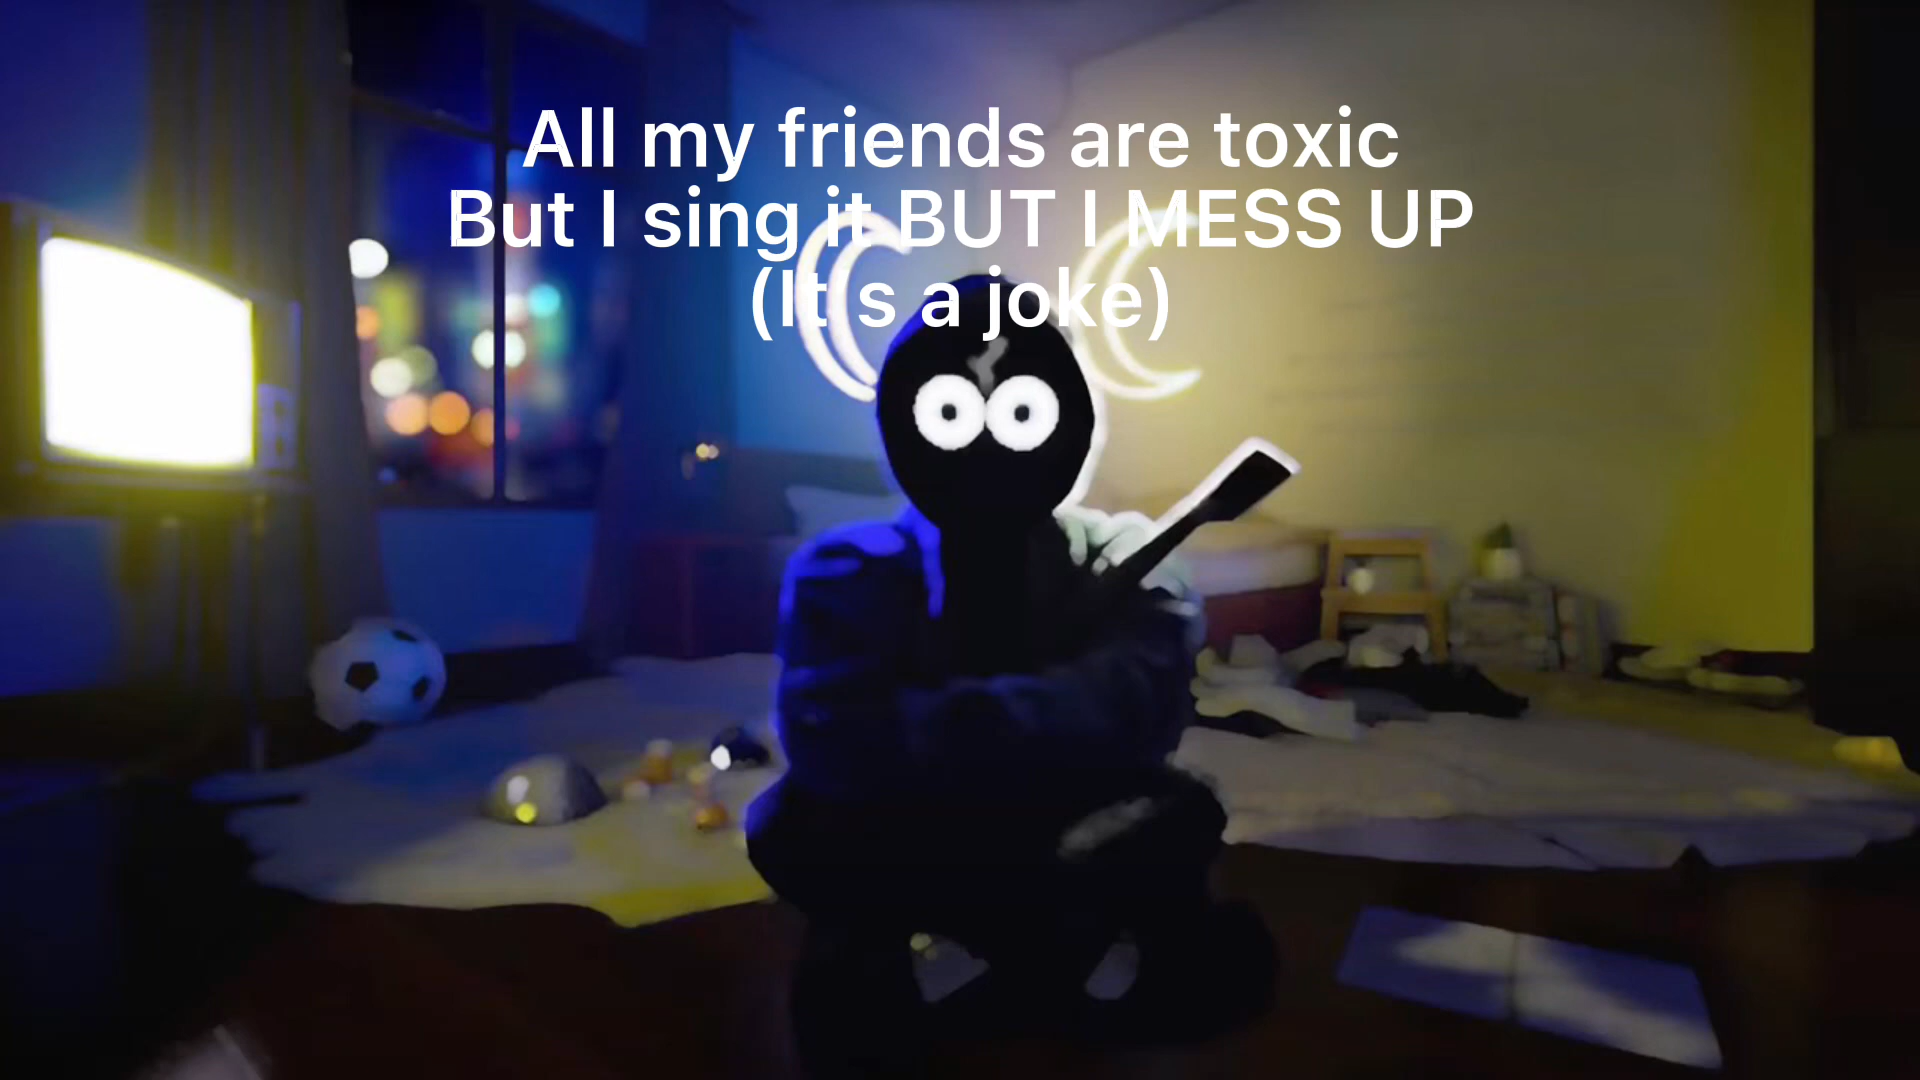 All my friends are toxic
But I sing it BUT I MESS UP
(It's a joke)